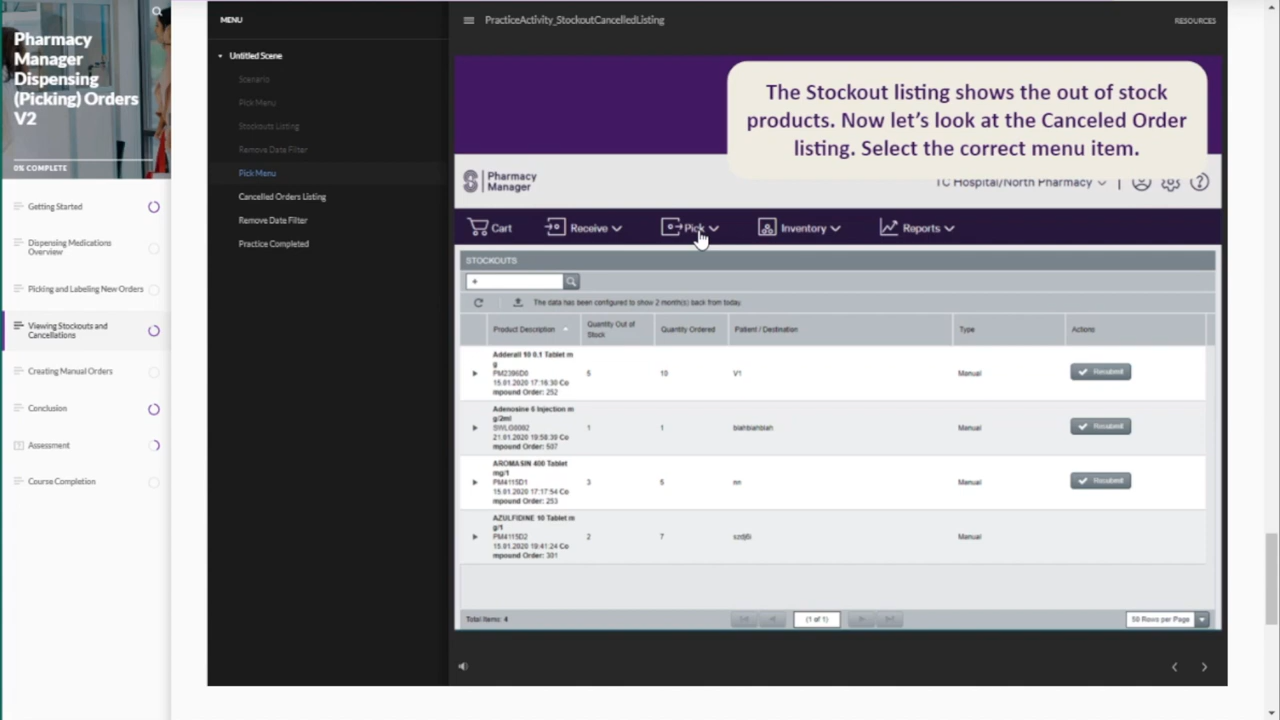 Pharmacy
Manager
Dispensing
(Picking) Orders
V2
0% COMPLETE
Getting Started
Dispensing Medications
Overview
Picking and Labeling New Orders
Viewing Stockouts and
Cancellations
Creating Manual Orders
Conclusion
Assessment
Course Completion
MENU
Untitled Scene
Scenario
Pick Menu
Stockouts Listing
Remove Date Filter
Pick Menu
Cancelled Orders Listing
Remove Date Filter
Practice Completed
PracticeActivity_StockoutCancelledListing
RESOURCES
The Stockout listing shows the out of stock
products. Now let's look at the Canceled Order
listing. Select the correct menu item.
Pharmacy
Manager
TC Hospital/North Pharmacy
Cart
Receive
Pick
Inventory
Reports
STOCKOUTS
The data has been configured to show 2 month(s) back from today
Product Description
Quantity Out of
Stock
Quantity Ordered
Patient / Destination
Type
Actions
Adderall 10 0.1 Tablet m
g
PM2396D0
15.01.2020 17:16:30 Co
mpound Order: 252
5
10
V1
Manual
Resubmit
Adenosine 6 Injection m
g/2ml
SWLO0002
21.01.2020 19:58:39 Co
mpound Order: 507
1
1
blahblahblah
Manual
Resubmit
AROMASIN 400 Tablet
mg/1
PM4115D1
15.01.2020 17:17:54 Co
mpound Order: 253
3
5
nn
Manual
Resubmit
AZULFIDINE 10 Tablet m
g/1
PM4115D2
15.01.2020 19:41:24 Co
mpound Order: 301
2
7
Manual
Total items: 4
(1 of 1)
50 Rows per Page